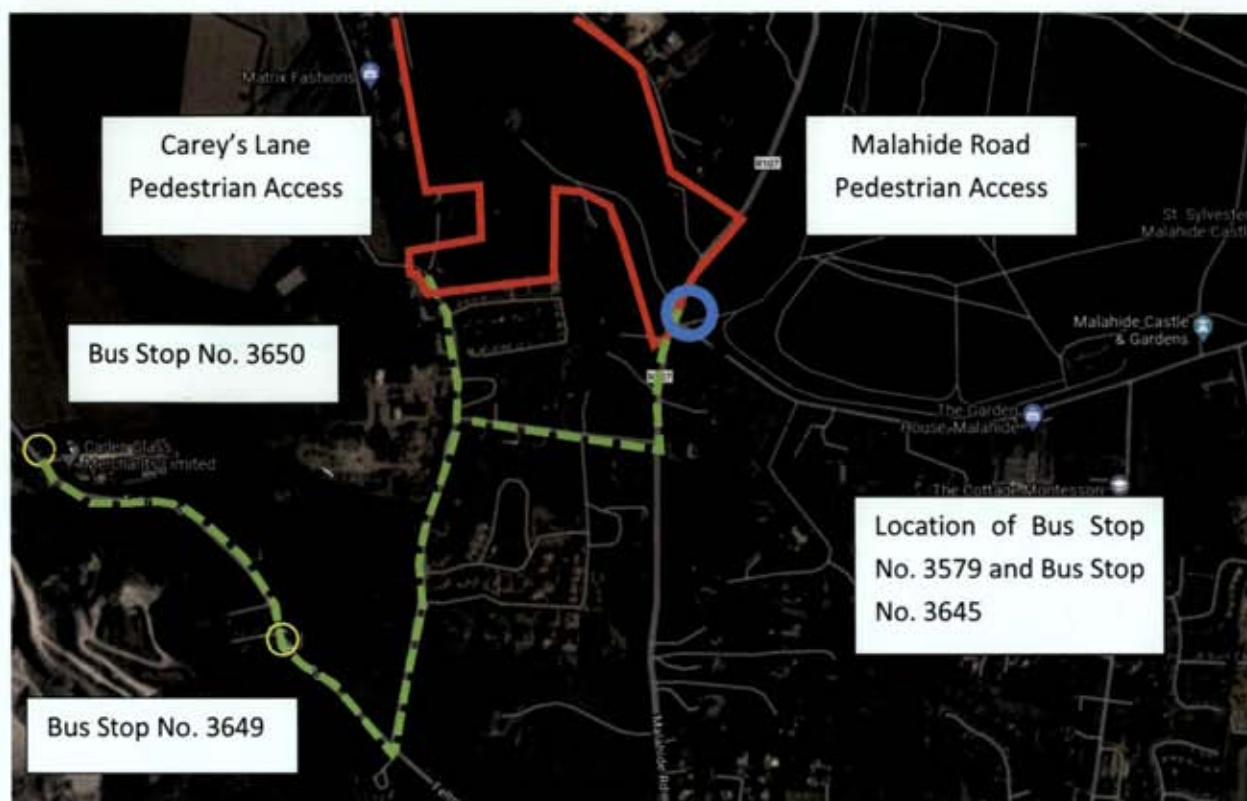 Matrix Fashions
Carey's Lane
Pedestrian Access
R107
Malahide Road
Pedestrian Access
St. Sylvester
Malahide Castle
Bus Stop No. 3650
Malahide Castle
& Gardens
The Garden
House, Malahide
Limited
The Cottage Montessori
Location of Bus Stop
No. 3579 and Bus Stop
No. 3645
Bus Stop No. 3649